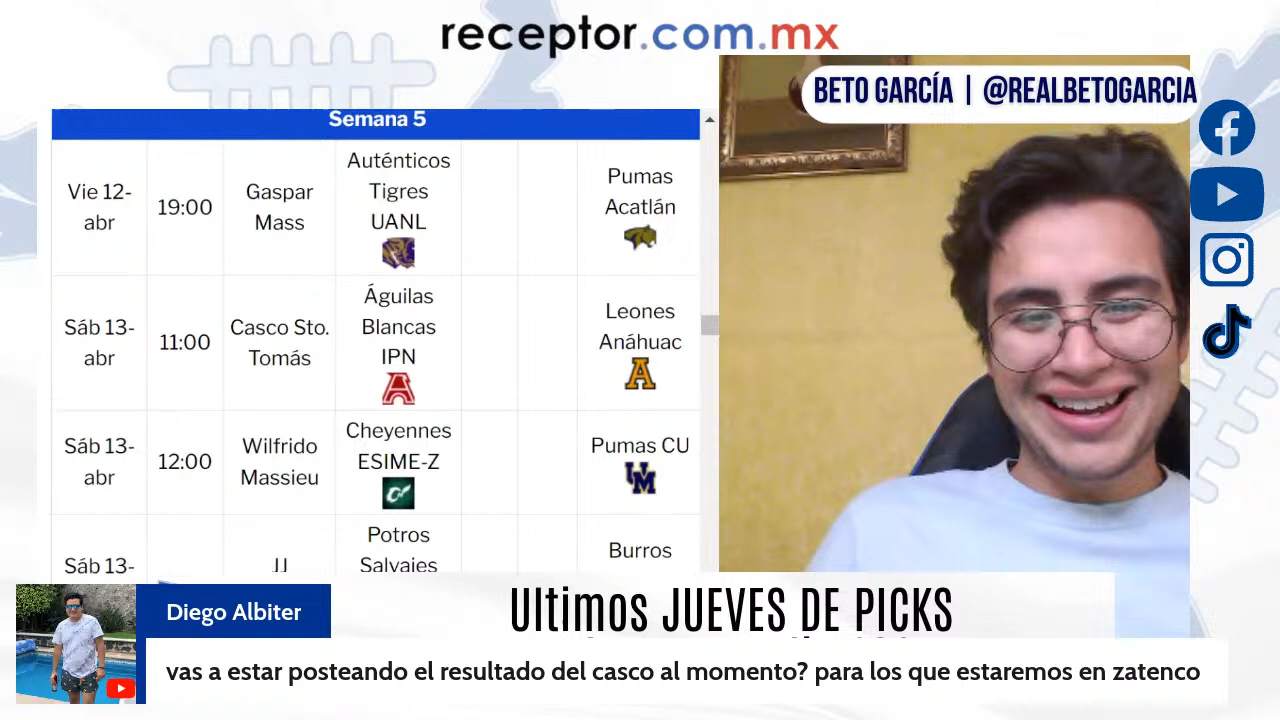 receptor.com.mx
BETO GARCÍA | @REALBETOGARCIA
Semana 5
Vie 12-
abr
19:00
Gaspar
Mass
Auténticos
Tigres
UANL
Pumas
Acatlán
Sáb 13-
abr
11:00
Casco Sto.
Tomás
Águilas
Blancas
IPN
Leones
Anáhuac
A
Sáb 13-
abr
12:00
Wilfrido
Massieu
Cheyennes
ESIME-Z
Pumas CU
Sáb 13-
JJ
Potros
Salvajes
Burros
Diego Albiter
Ultimos JUEVES DE PICKS
vas a estar posteando el resultado del casco al momento? para los que estaremos en zatenco